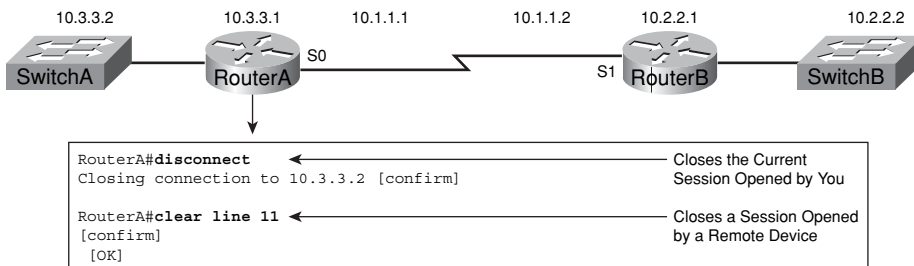 10.3.3.2 10.3.3.1 10.1.1.1 10.1.1.2 10.2.2.1 10.2.2.2
S0
S1
SwitchA RouterA RouterB SwitchB
RouterA#disconnect Closes the Current
Closing connection to 10.3.3.2 [confirm] Session Opened by You
RouterA#clear line 11 Closes a Session Opened
[confirm] by a Remote Device
[OK]